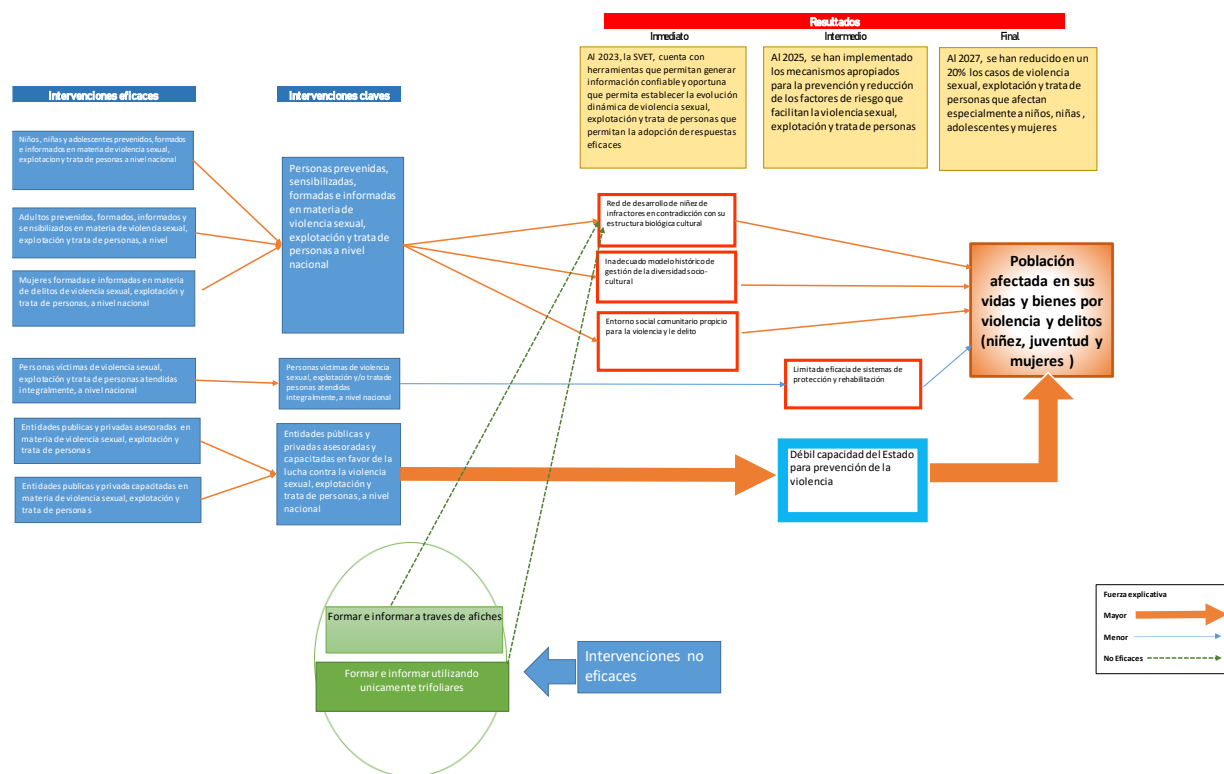 Resultados
Inmediato
Intermedio
Final
Al 2023, la SVET, cuenta con
herramientas que permitan generar
información confiable y oportuna
que permita establecer la evolución
dinámica de violencia sexual,
explotación y trata de personas que
permitan la adopción de respuestas
eficaces
Al 2025, se han implementado
los mecanismos apropiados
para la prevención y reducción
de los factores de riesgo que
facilitan la violencia sexual,
explotación y trata de personas
Al 2027, se han reducido en un
20% los casos de violencia
sexual, explotación y trata de
personas que afectan
especialmente a niños, niñas ,
adolescentes y mujeres
Intervenciones eficaces
Intervenciones claves
Niños, niñas y adolescentes prevenidos, formados
e informados en materia de violencia sexual,
explotacion y trata de pesonas a nivel nacional
Adultos prevenidos, formados, informados y
sensibilizados en materia de violencia sexual,
explotación y trata de personas, a nivel
Mujeres formadas e informadas en materia
de delitos de violencia sexual, explotación y
trata de personas, a nivel nacional
Personas prevenidas,
sensibilizadas,
formadas e informadas
en materia de
violencia sexual,
explotación y trata de
personas a nivel
nacional
Red de desarrollo de niñez de
infractores en contradicción con su
estructura biológica cultural
Inadecuado modelo histórico de
gestión de la diversidad socio-
cultural
Entorno social comunitario propicio
para la violencia y le delito
Población
afectada en sus
vidas y bienes por
violencia y delitos
(niñez, juventud y
mujeres )
Personas víctimas de violencia sexual,
explotación y trata de personas atendidas
integralmente, a nivel nacional
Personas víctimas de violencia
sexual, explotación y/o trata de
pesonas atendidas
integralmente, a nivel nacional
Limitada eficacia de sistemas de
protección y rehabilitación
Entidades publicas y privadas asesoradas en
materia de violencia sexual, explotación y
trata de persona s
Entidades publicas y privada capacitadas en
materia de violencia sexual, explotación y
trata de persona s
Entidades públicas y
privadas asesoradas y
capacitadas en favor de la
lucha contra la violencia
sexual, explotación y
trata de personas, a nivel
nacional
Débil capacidad del Estado
para prevención de la
violencia
Formar e informar a traves de afiches
Formar e informar utilizando
unicamente trifoliares
Intervenciones no
eficaces
Fuerza explicativa
Mayor
Menor
No Eficaces